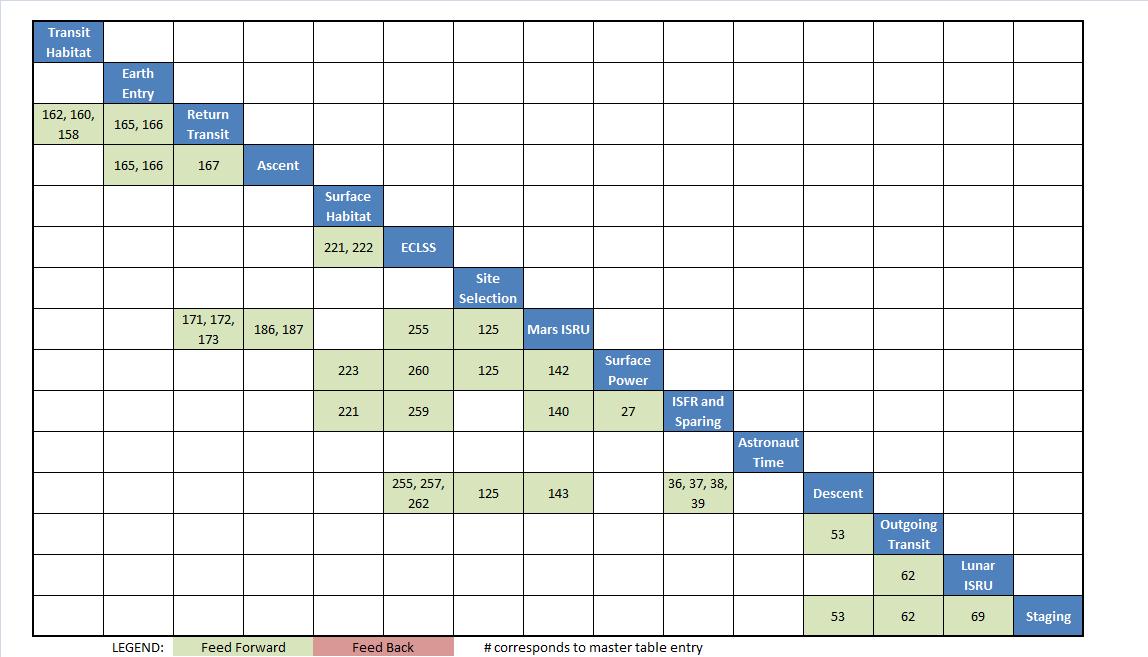 Transit
Habitat
Earth
Entry
162, 160,
158
165, 166
Return
Transit
165, 166
167
Ascent
Surface
Habitat
221, 222
ECLSS
Site
Selection
171, 172,
173
186, 187
255
125
Mars ISRU
223
260
125
142
Surface
Power
221
259
140
27
ISFR and
Sparing
Astronaut
Time
255, 257,
262
125
143
36, 37, 38,
39
Descent
53
Outgoing
Transit
62
Lunar
ISRU
53
62
69
Staging
LEGEND:
Feed Forward
Feed Back
# corresponds to master table entry